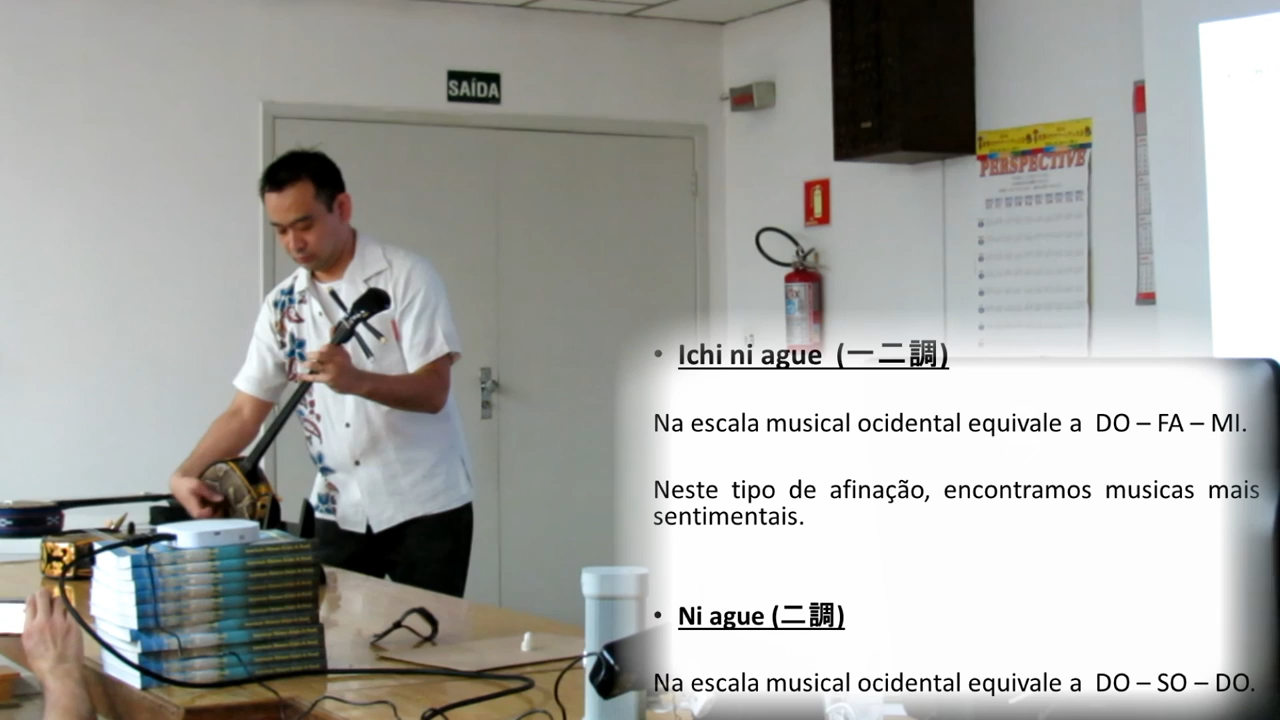 SAÍDA
PERSPECTIVE
• Ichi ni ague (一二調)
Na escala musical ocidental equivale a DO – FA – MI.
Neste tipo de afinação, encontramos musicas mais
sentimentais.
• Ni ague (二調)
Na escala musical ocidental equivale a DO – SO – DO.